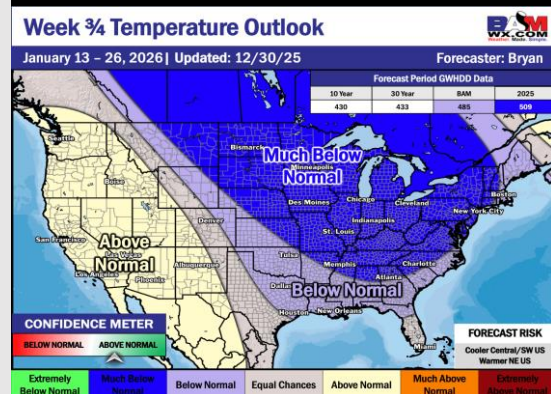 Week ¾ Temperature Outlook
BAM
WX.COM
January 13 - 26, 2026| Updated: 12/30/25
Forecaster: Bryan
Forecast Period GWHDD Data
10 Year 30 Year BAM 2025
430 433 485 509
Seattle
Bismarck
Much Below
Normal
Minneapolis
Boise
Boston
Des Moines
Chicago
Cleveland
New York City
Indianapolis
Denver
San Francisco
St. Louis
Above
Normal
Las Vegas
Los Angeles
Phoenix
Albuquerque
Tulsa
Memphis
Charlotte
Atlanta
Dallas
Below Normal
Houston
New Orleans
Miami
CONFIDENCE METER
BELOW NORMAL ABOVE NORMAL
FORECAST RISK
Cooler Central/SW US
Warmer NE US
Extremely
Below Normal
Much Below
Normal
Below Normal
Equal Chances
Above Normal
Much Above
Normal
Extremely
Above Normal